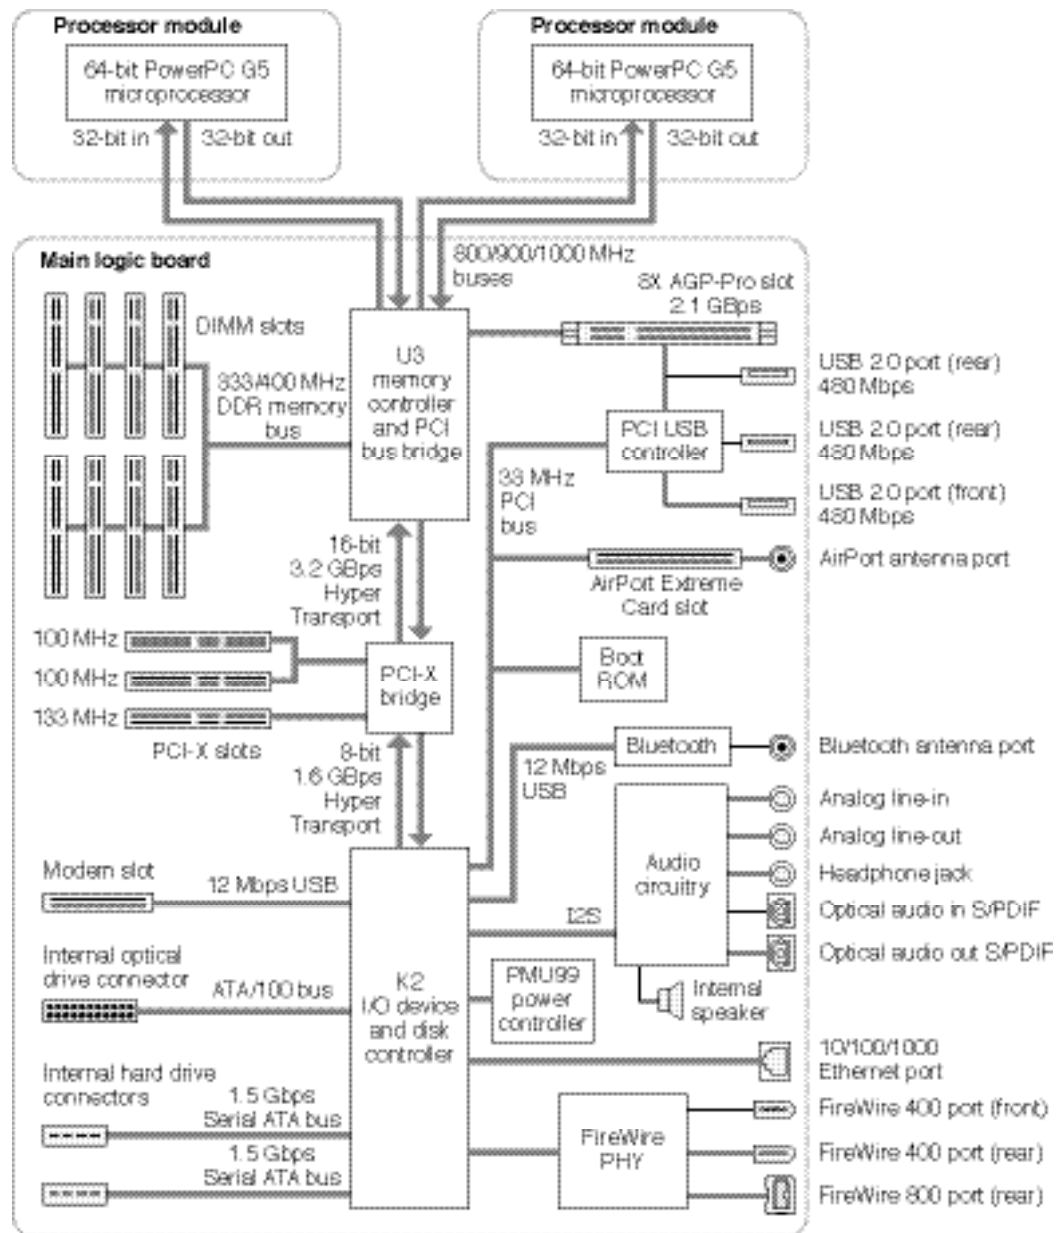 Processor module
64-bit PowerPC G5
microprocessor
32-bit in
32-bit out
Processor module
64-bit PowerPC G5
microprocessor
32-bit in
32-bit out
Main logic board
800/900/1000 MHz
buses
8X AGP-Pro slot
2.1 GBps
DIMM slots
U3
memory
controller
and PCI
bus bridge
333/400 MHz
DDR memory
bus
USB 2.0 port (rear)
480 Mbps
PCI USB
controller
USB 2.0 port (rear)
480 Mbps
33 MHz
PCI
bus
USB 2.0 port (front)
480 Mbps
16-bit
3.2 GBps
Hyper
Transport
AirPort Extreme
Card slot
AirPort antenna port
100 MHz
100 MHz
133 MHz
PCI-X slots
PCI-X
bridge
Boot
ROM
8-bit
1.6 GBps
Hyper
Transport
12 Mbps
USB
Bluetooth
Bluetooth antenna port
Analog line-in
Analog line-out
Audio
circuitry
Headphone jack
Optical audio in S/PDIF
Optical audio out S/PDIF
Modem slot
12 Mbps USB
I2S
Internal optical
drive connector
ATA/100 bus
K2
I/O device
and disk
controller
PMU99
power
controller
Internal
speaker
10/100/1000
Ethernet port
Internal hard drive
connectors
1.5 Gbps
Serial ATA bus
1.5 Gbps
Serial ATA bus
FireWire
PHY
FireWire 400 port (front)
FireWire 400 port (rear)
FireWire 800 port (rear)